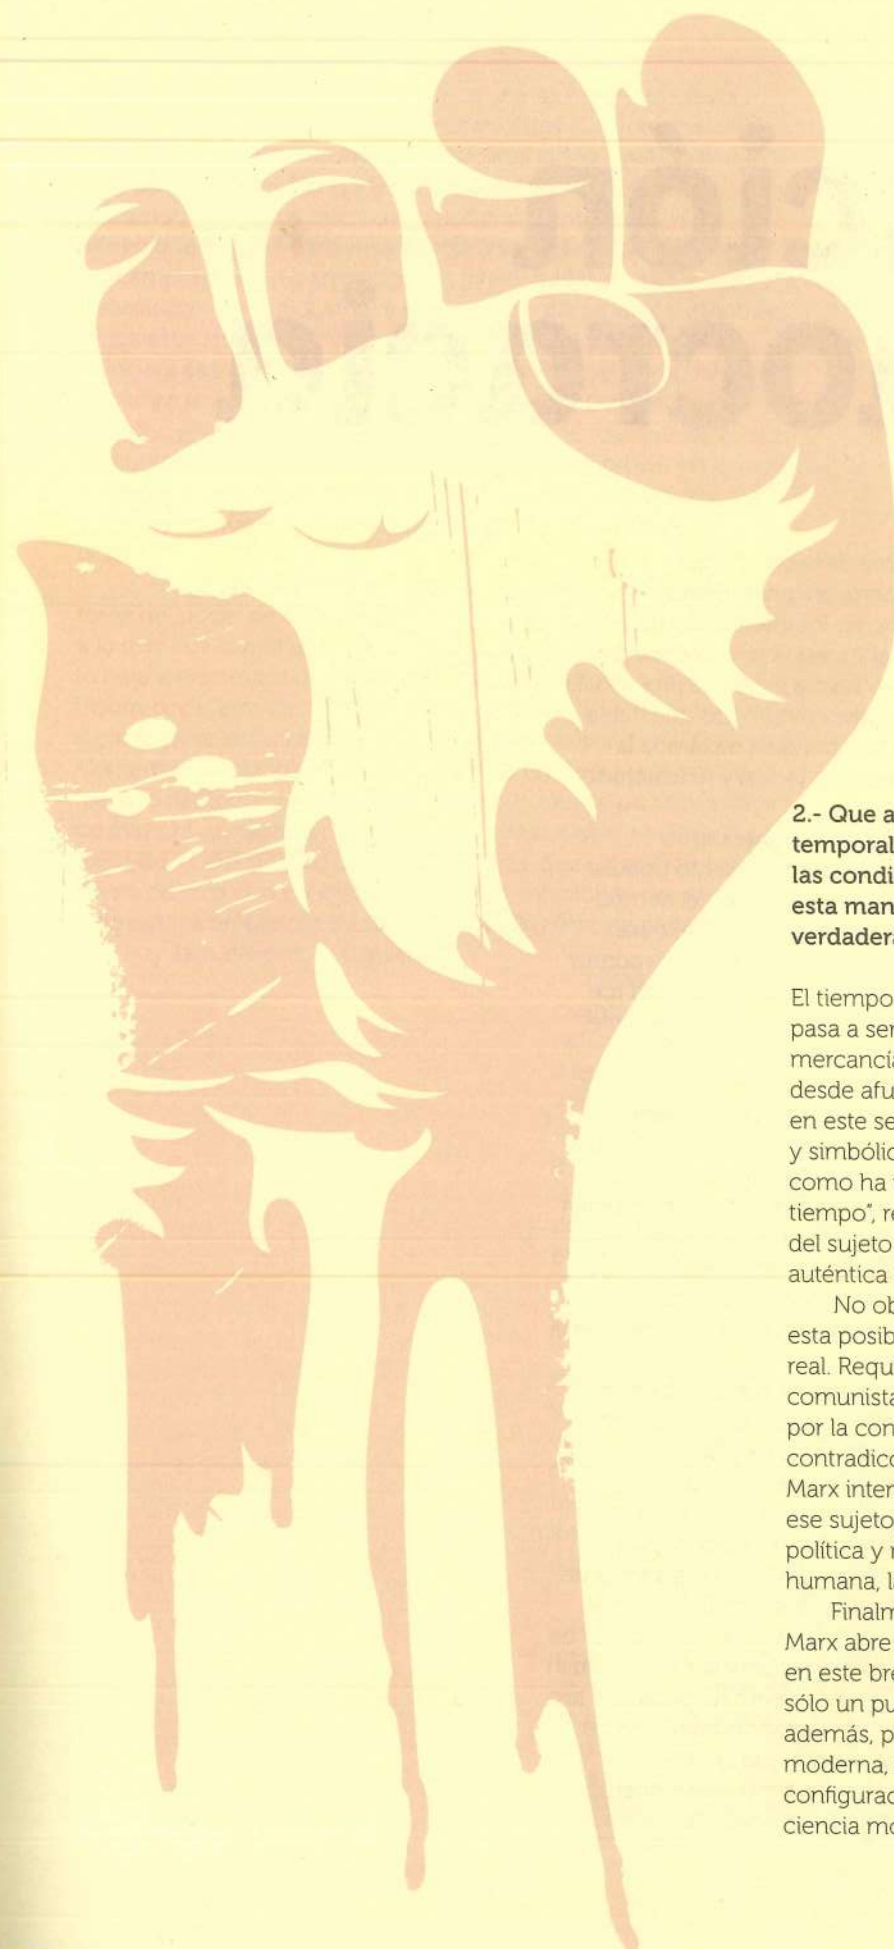 2.- Que a
temporal
las condi
esta man
verdader
El tiempo
pasa a ser
mercancía
desde afu
en este se
y simbólic
como ha
tiempo", r
del sujeto
auténtica
No ob
esta posib
real. Requ
comunista
por la con
contradicc
Marx inter
ese sujeto
política y
humana, l
Finalm
Marx abre
en este bre
sólo un pu
además, p
moderna,
configurac
ciencia mo